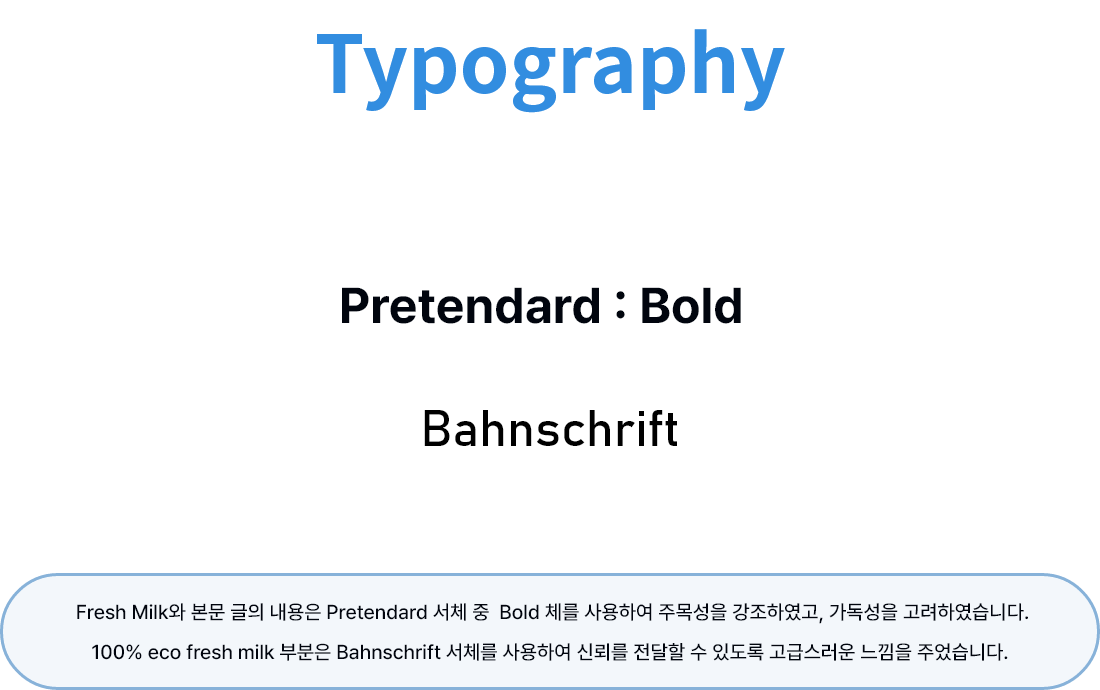 Typography
Pretendard : Bold
Bahnschrift
Fresh Milk와 본문 글의 내용은 Pretendard 서체 중 Bold 체를 사용하여 주목성을 강조하였고, 가독성을 고려하였습니다.
100% eco fresh milk 부분은 Bahnschrift 서체를 사용하여 신뢰를 전달할 수 있도록 고급스러운 느낌을 주었습니다.